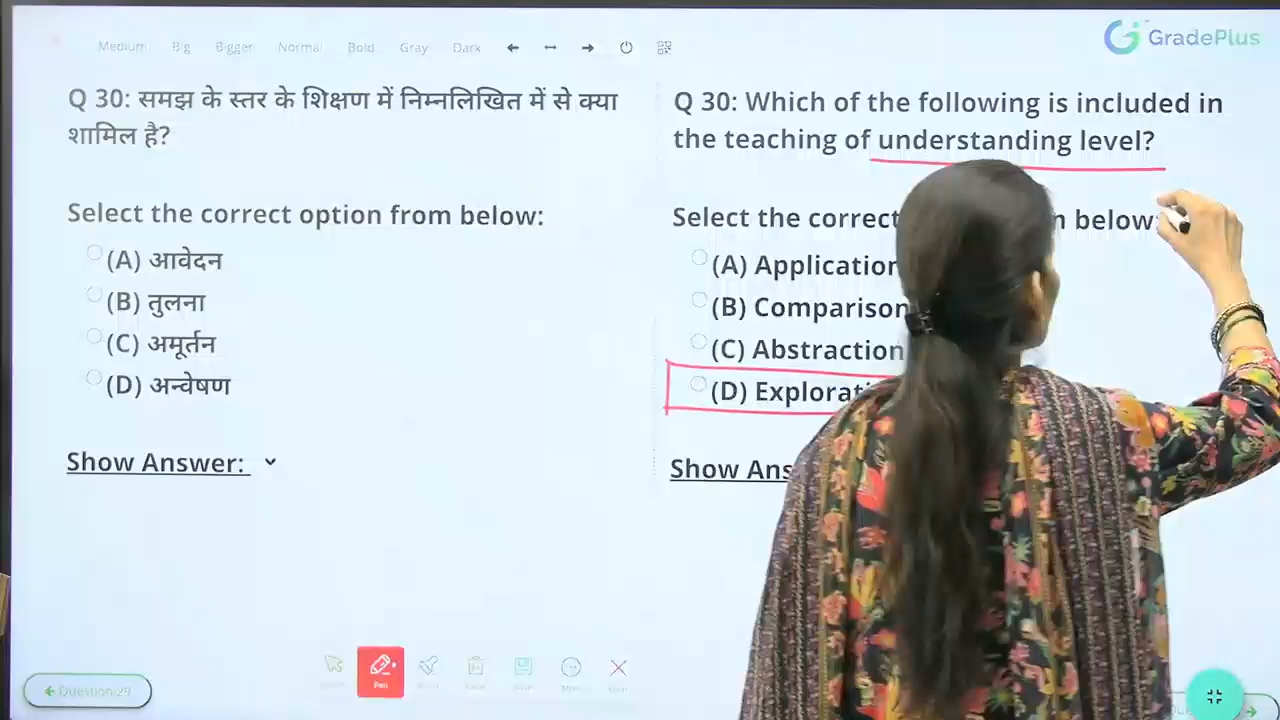 Medium Big Bigger Normal Bold Gray Dark
GradePlus
Q 30: समझ के स्तर के शिक्षण में निम्नलिखित में से क्या
शामिल है?
Select the correct option from below:
(A) आवेदन
(B) तुलना
(C) अमूर्तन
(D) अन्वेषण
Show Answer:
Q 30: Which of the following is included in
the teaching of understanding level?
Select the correct
below:
(A) Application
(B) Comparison
(C) Abstraction
(D) Explorati
Show Ans
Pen
Question 29